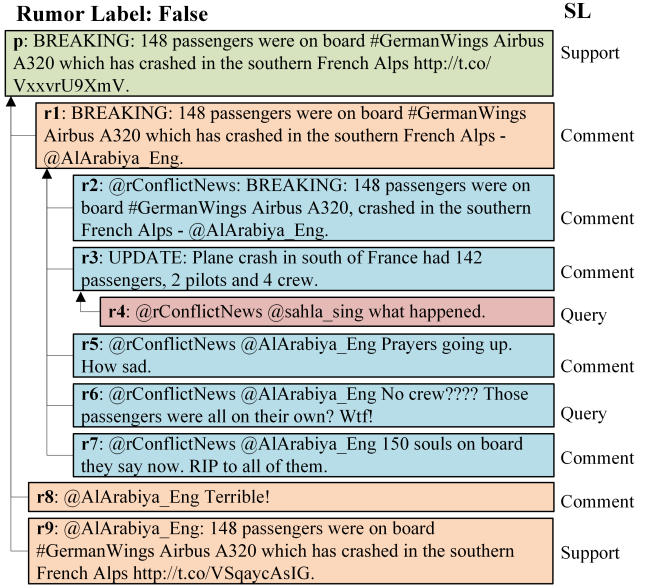 Rumor Label: False SL
p: BREAKING: 148 passengers were on board #GermanWings Airbus
A320 which has crashed in the southern French Alps http://t.co/
VxxvrU9XmV.
Support
r1: BREAKING: 148 passengers were on board #GermanWings
Airbus A320 which has crashed in the southern French Alps -
@AlArabiya_Eng.
Comment
r2: @rConflictNews: BREAKING: 148 passengers were on
board #GermanWings Airbus A320, crashed in the southern
French Alps - @AlArabiya_Eng.
Comment
r3: UPDATE: Plane crash in south of France had 142
passengers, 2 pilots and 4 crew.
Comment
r4: @rConflictNews @sahla_sing what happened.
Query
r5: @rConflictNews @AlArabiya_Eng Prayers going up.
How sad.
Comment
r6: @rConflictNews @AlArabiya_Eng No crew???? Those
passengers were all on their own? Wtf!
Query
r7: @rConflictNews @AlArabiya_Eng 150 souls on board
they say now. RIP to all of them.
Comment
r8: @AlArabiya_Eng Terrible!
Comment
r9: @AlArabiya_Eng: 148 passengers were on board
#GermanWings Airbus A320 which has crashed in the southern
French Alps http://t.co/VSqaycAsIG.
Support